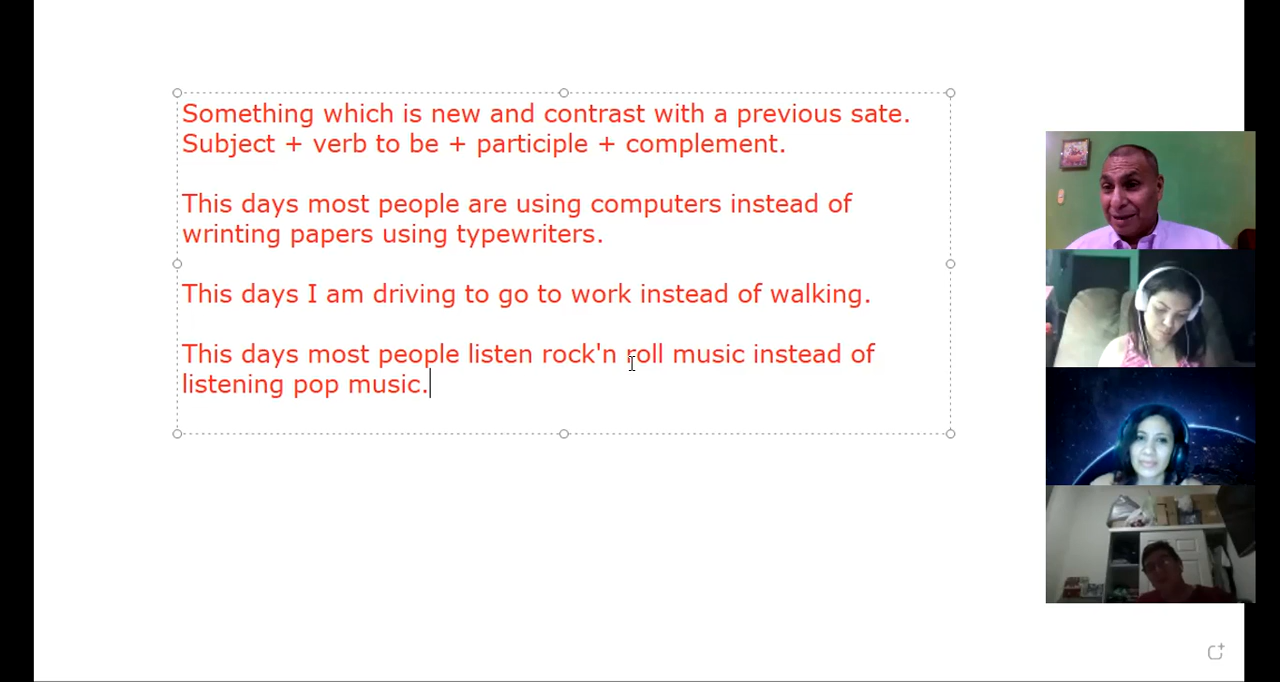 Something which is new and contrast with a previous sate.
Subject + verb to be + participle + complement.
This days most people are using computers instead of
wrinting papers using typewriters.
This days I am driving to go to work instead of walking.
This days most people listen rock'n roll music instead of
listening pop music.